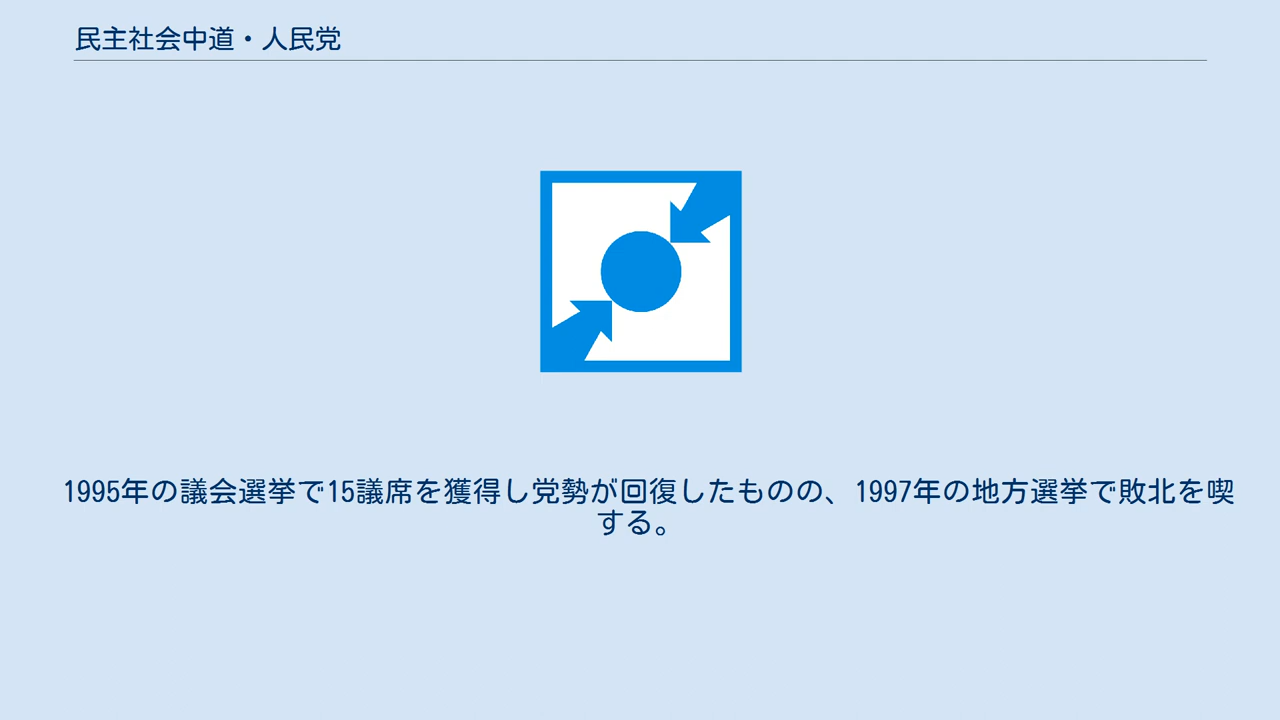 民主社会中道・人民党
1995年の議会選挙で15議席を獲得し党勢が回復したものの、1997年の地方選挙で敗北を喫
する。